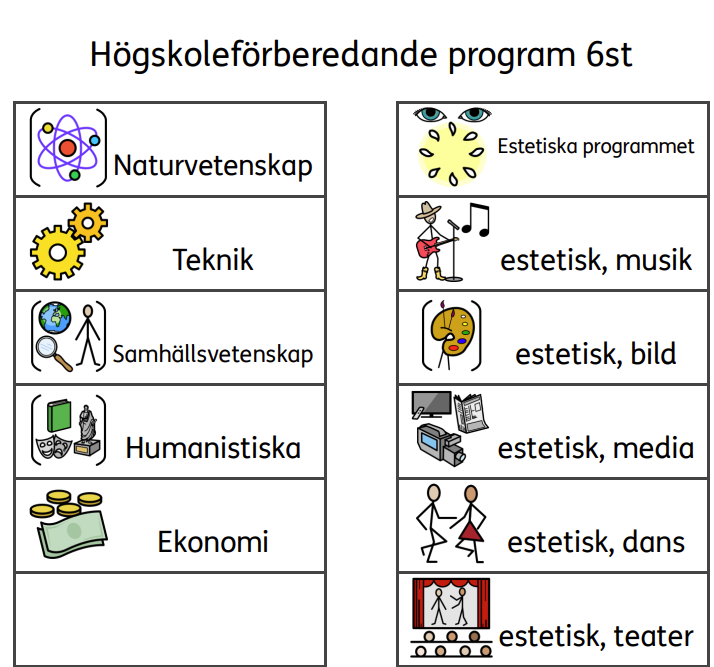 Högskoleförberedande program 6st
Naturvetenskap
Teknik
Samhällsvetenskap
Humanistiska
Ekonomi
Estetiska programmet
estetisk, musik
estetisk, bild
estetisk, media
estetisk, dans
estetisk, teater